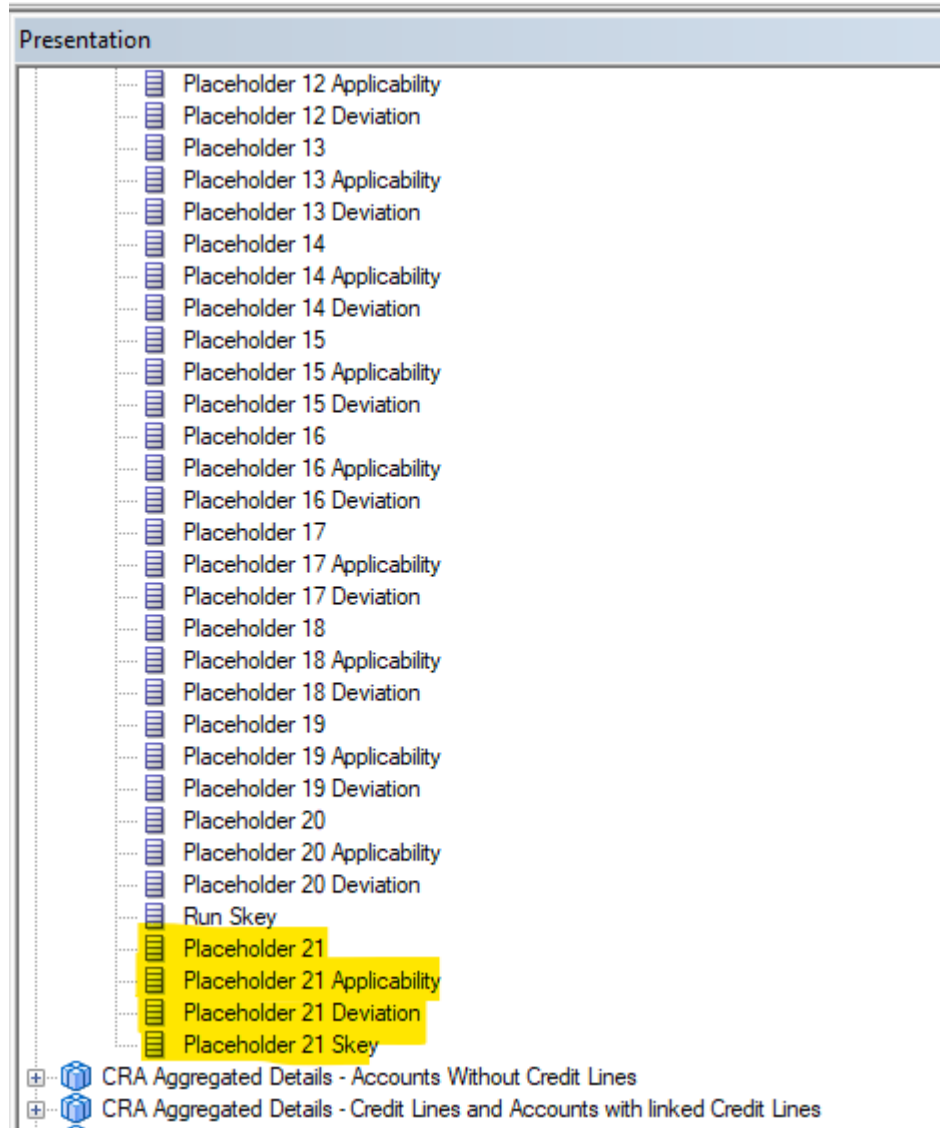 Presentation
Placeholder 12 Applicability
Placeholder 12 Deviation
Placeholder 13
Placeholder 13 Applicability
Placeholder 13 Deviation
Placeholder 14
Placeholder 14 Applicability
Placeholder 14 Deviation
Placeholder 15
Placeholder 15 Applicability
Placeholder 15 Deviation
Placeholder 16
Placeholder 16 Applicability
Placeholder 16 Deviation
Placeholder 17
Placeholder 17 Applicability
Placeholder 17 Deviation
Placeholder 18
Placeholder 18 Applicability
Placeholder 18 Deviation
Placeholder 19
Placeholder 19 Applicability
Placeholder 19 Deviation
Placeholder 20
Placeholder 20 Applicability
Placeholder 20 Deviation
Run Skey
Placeholder 21
Placeholder 21 Applicability
Placeholder 21 Deviation
Placeholder 21 Skey
CRA Aggregated Details - Accounts Without Credit Lines
CRA Aggregated Details - Credit Lines and Accounts with linked Credit Lines